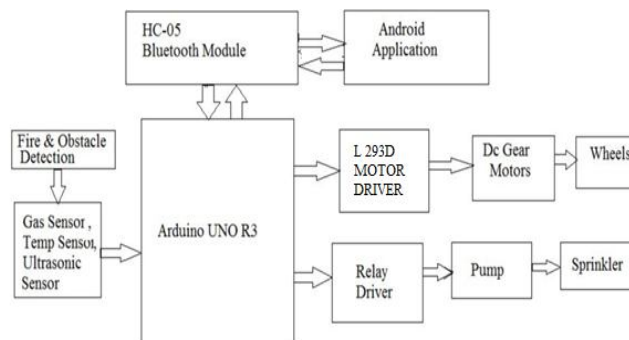 HC-05
Bluetooth Module
Android
Application
Fire & Obstacle
Detection
Gas Sensor ,
Temp Sensor,
Ultrasonic
Sensor
Arduino UNO R3
L 293D
MOTOR
DRIVER
Dc Gear
Motors
Wheels
Relay
Driver
Pump
Sprinkler